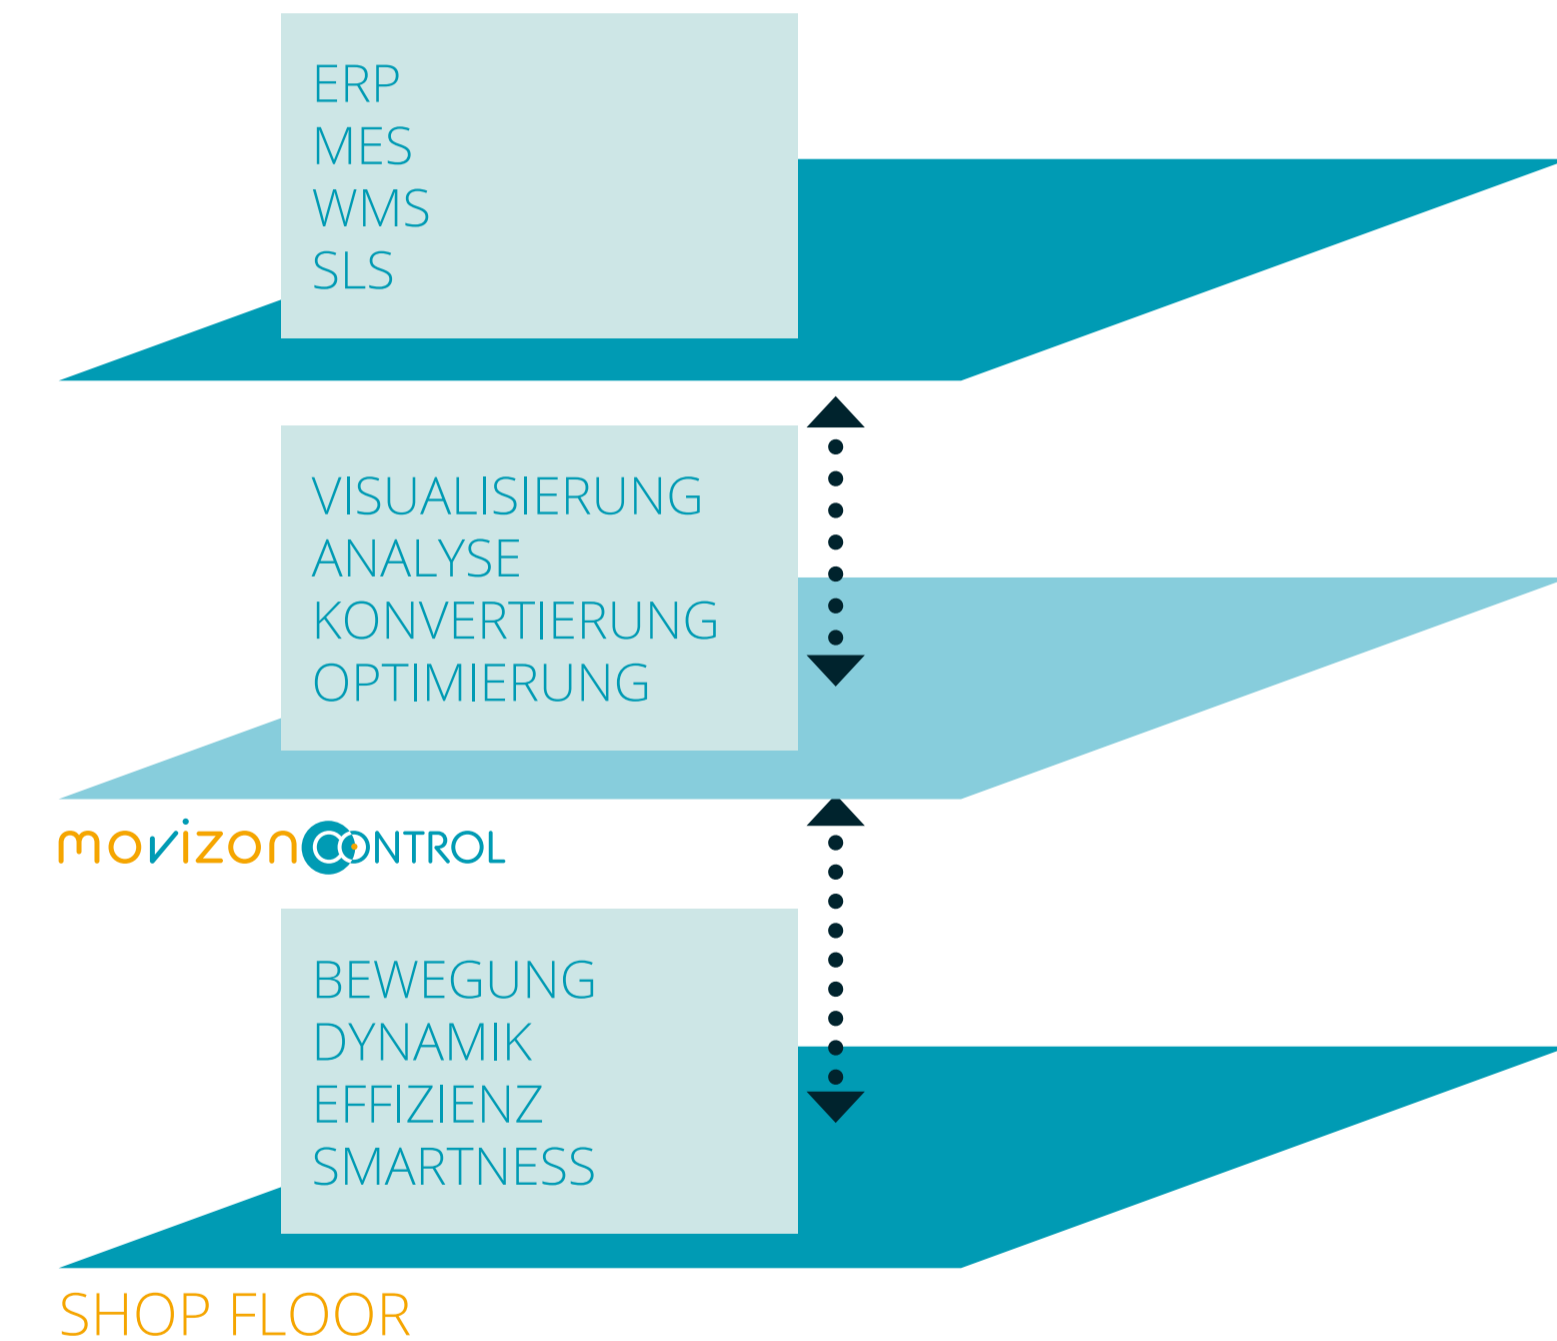 ERP
MES
WMS
SLS
VISUALISIERUNG
ANALYSE
KONVERTIERUNG
OPTIMIERUNG
movizon CONTROL
BEWEGUNG
DYNAMIK
EFFIZIENZ
SMARTNESS
SHOP FLOOR